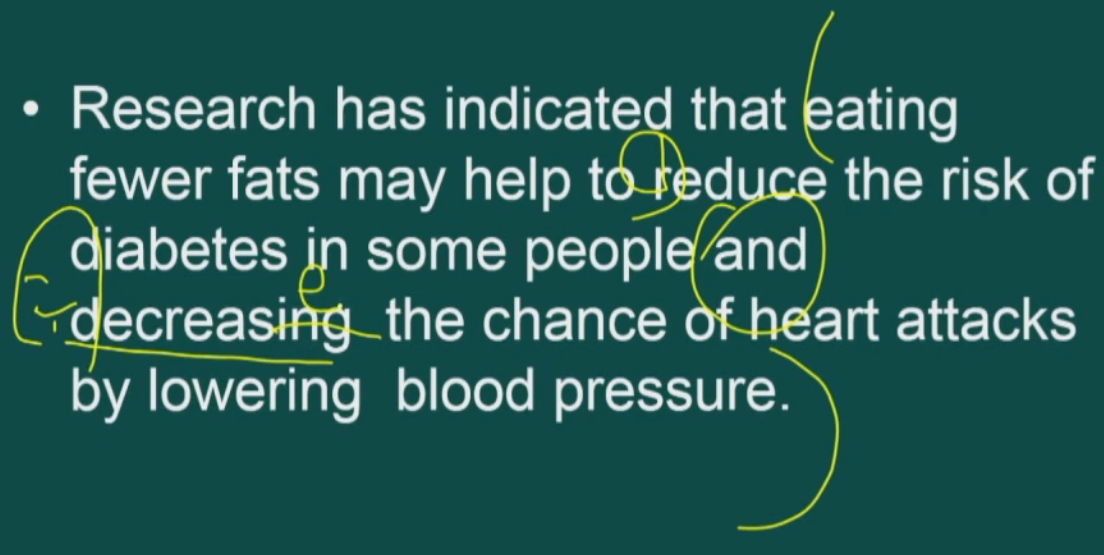 • Research has indicated that eating
fewer fats may help to reduce the risk of
diabetes in some people and
e
decreasing the chance of heart attacks
by lowering blood pressure.